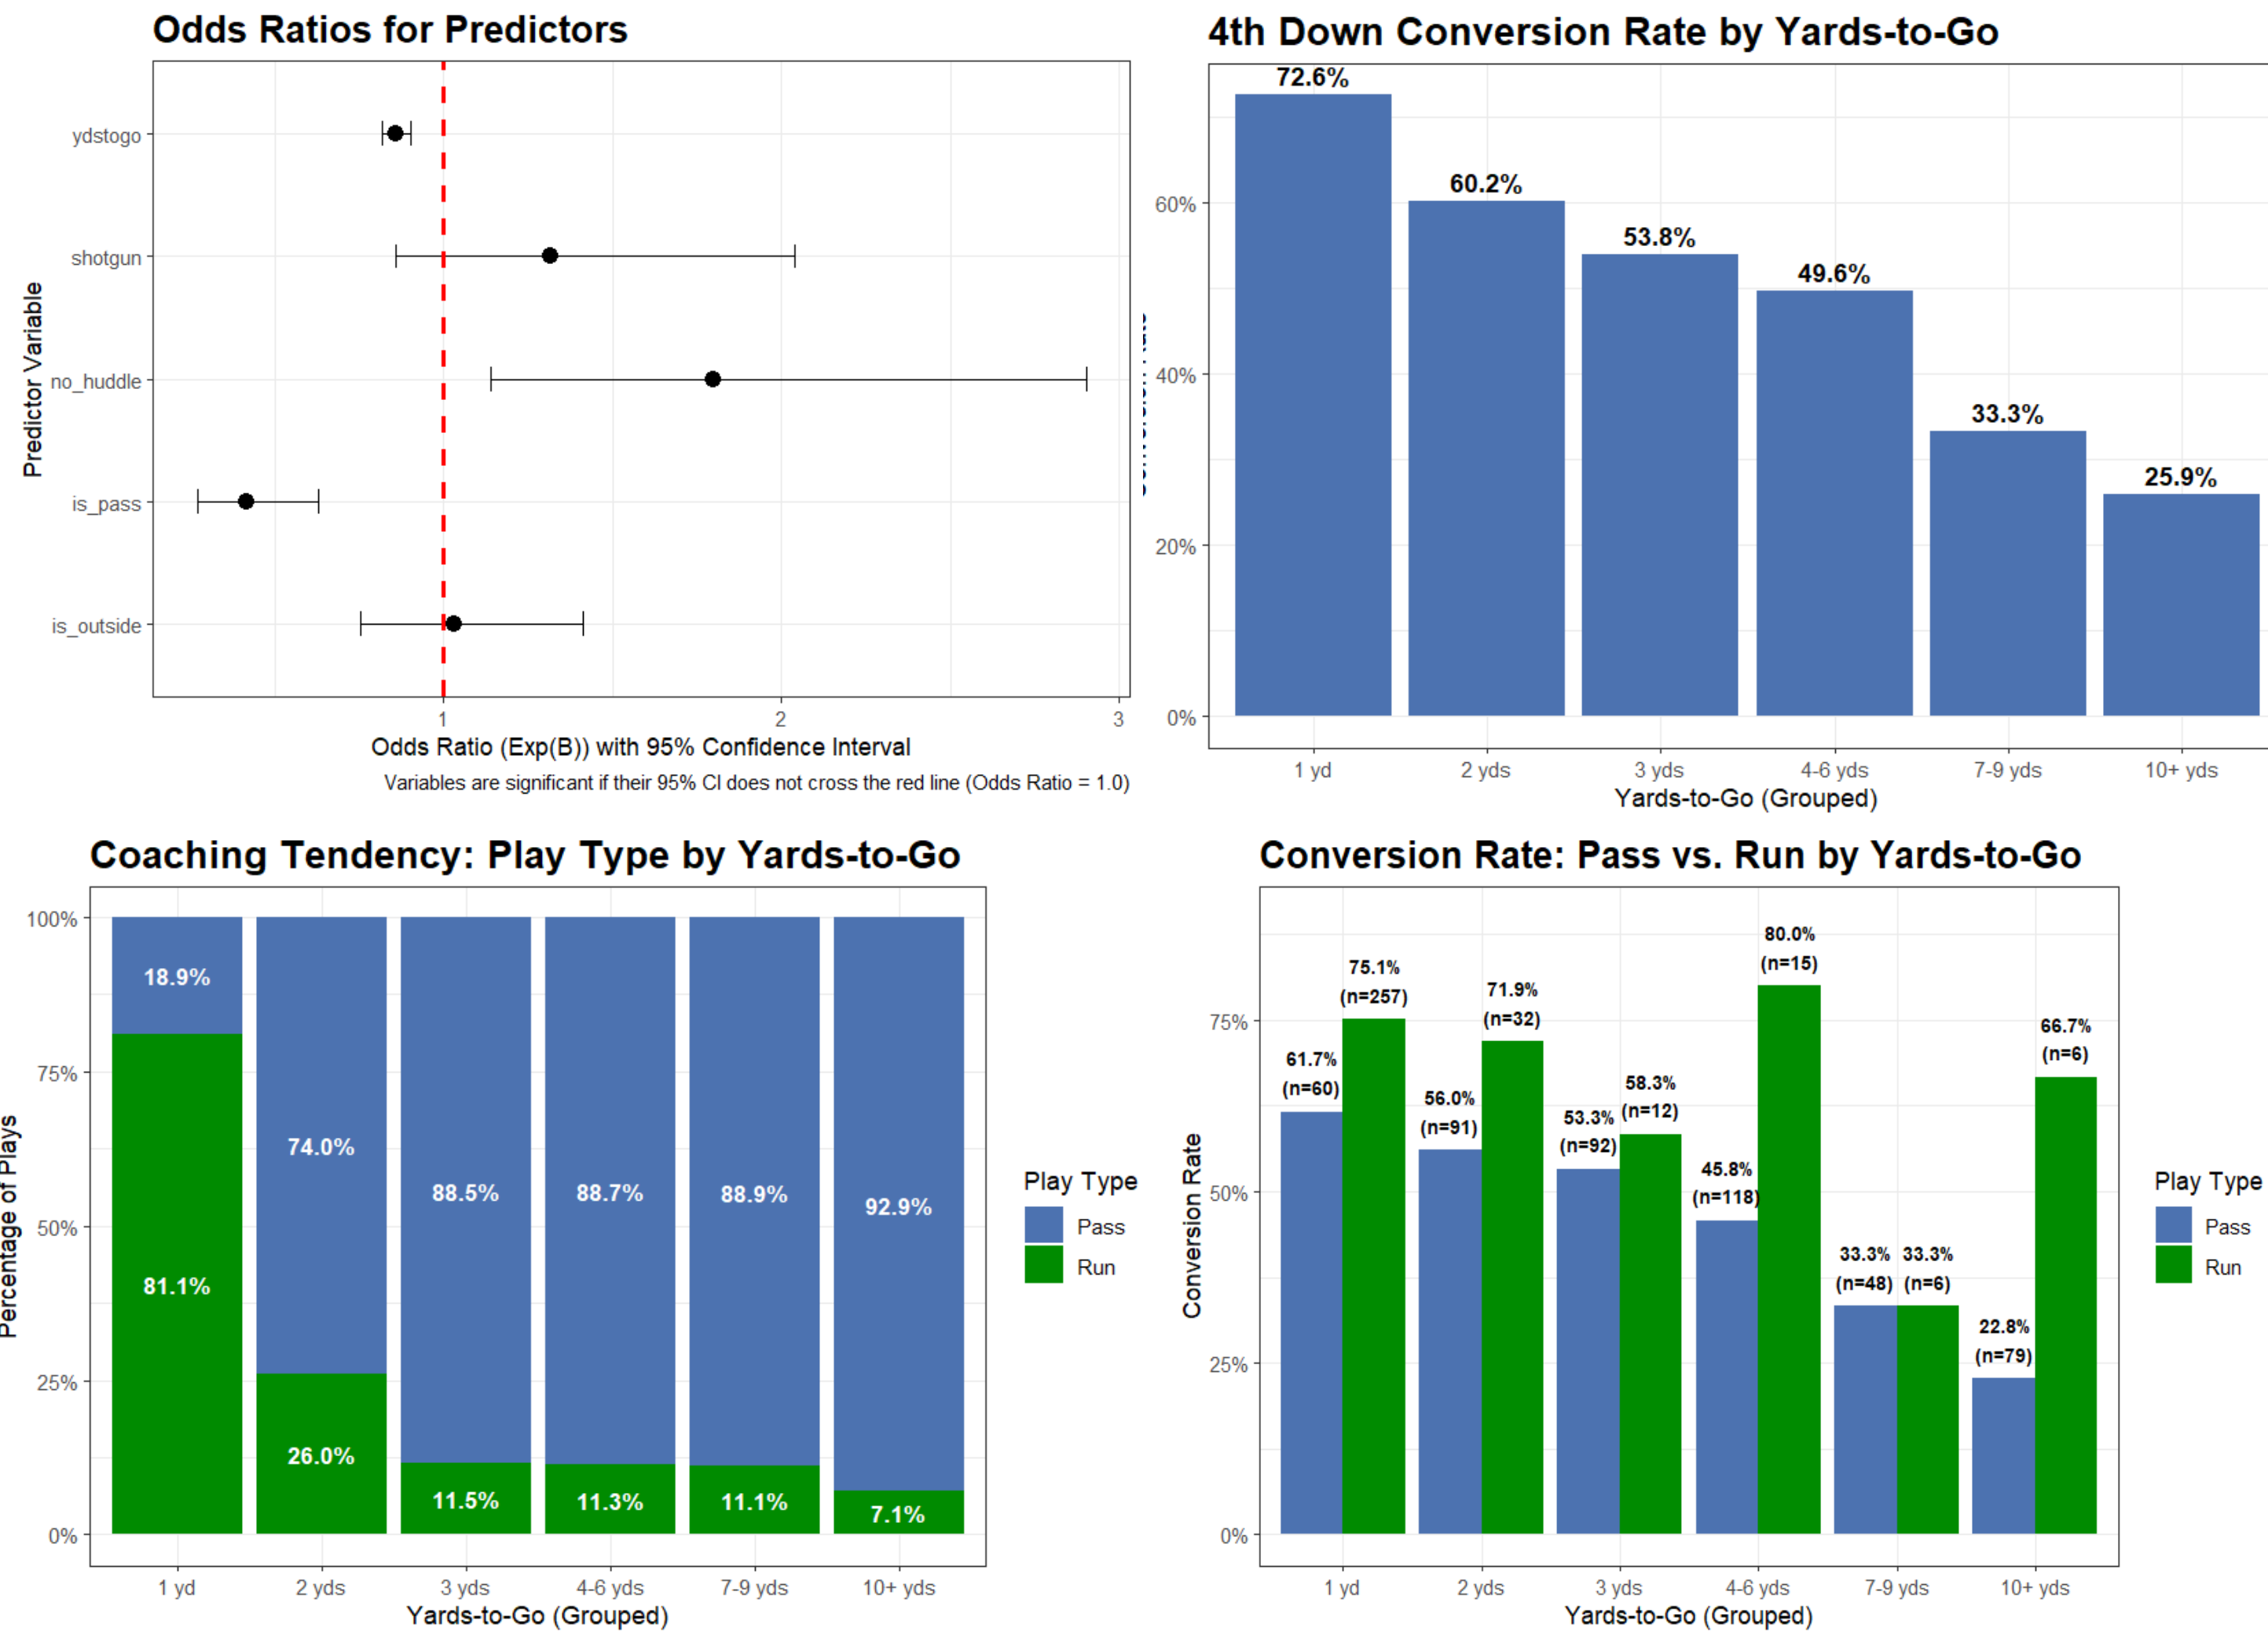 Odds Ratios for Predictors
Predictor Variable
ydstogo
shotgun
no_huddle
is_pass
is_outside
1 2 3
Odds Ratio (Exp(B)) with 95% Confidence Interval
Variables are significant if their 95% CI does not cross the red line (Odds Ratio = 1.0)
4th Down Conversion Rate by Yards-to-Go
60%
40%
20%
0%
72.6%
60.2%
53.8%
49.6%
33.3%
25.9%
1 yd 2 yds 3 yds 4-6 yds 7-9 yds 10+ yds
Yards-to-Go (Grouped)
Coaching Tendency: Play Type by Yards-to-Go
Percentage of Plays
100%
75%
50%
25%
0%
18.9%
81.1%
74.0%
26.0%
88.5%
11.5%
88.7%
11.3%
88.9%
11.1%
92.9%
7.1%
1 yd 2 yds 3 yds 4-6 yds 7-9 yds 10+ yds
Yards-to-Go (Grouped)
Play Type
Pass
Run
Conversion Rate: Pass vs. Run by Yards-to-Go
Conversion Rate
75%
50%
25%
0%
61.7%
(n=60)
75.1%
(n=257)
56.0%
(n=91)
71.9%
(n=32)
53.3%
(n=92)
58.3%
(n=12)
45.8%
(n=118)
80.0%
(n=15)
33.3%
(n=48)
33.3%
(n=6)
22.8%
(n=79)
66.7%
(n=6)
1 yd 2 yds 3 yds 4-6 yds 7-9 yds 10+ yds
Yards-to-Go (Grouped)
Play Type
Pass
Run